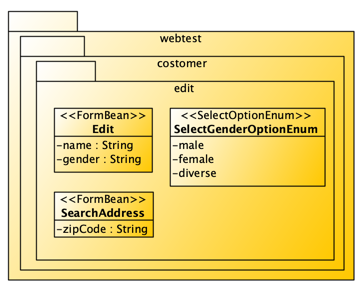 webtest
costomer
edit
<<FormBean>>
Edit
-name : String
-gender : String
<<SelectOptionEnum>>
SelectGenderOptionEnum
-male
-female
-diverse
<<FormBean>>
SearchAddress
-zipCode : String